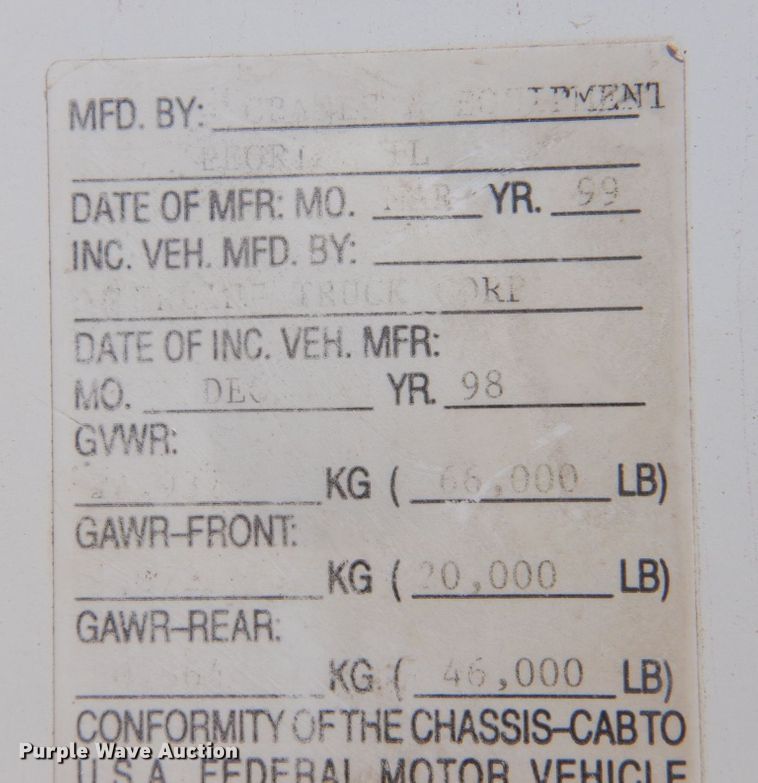 MFD. BY: EQUIPMENT
IL
DATE OF MFR: MO. MAR YR. 99
INC. VEH. MFD. BY:
TRUCK CORP
DATE OF INC. VEH. MFR:
MO. DEC YR. 98
GVWR:
KG ( 66,000 LB)
GAWR-FRONT:
KG ( 20,000 LB)
GAWR-REAR:
KG ( 46,000 LB)
CONFORMITY OF THE CHASSIS-CAB TO
U.S.A. FEDERAL MOTOR VEHICLE
Purple Wave Auction